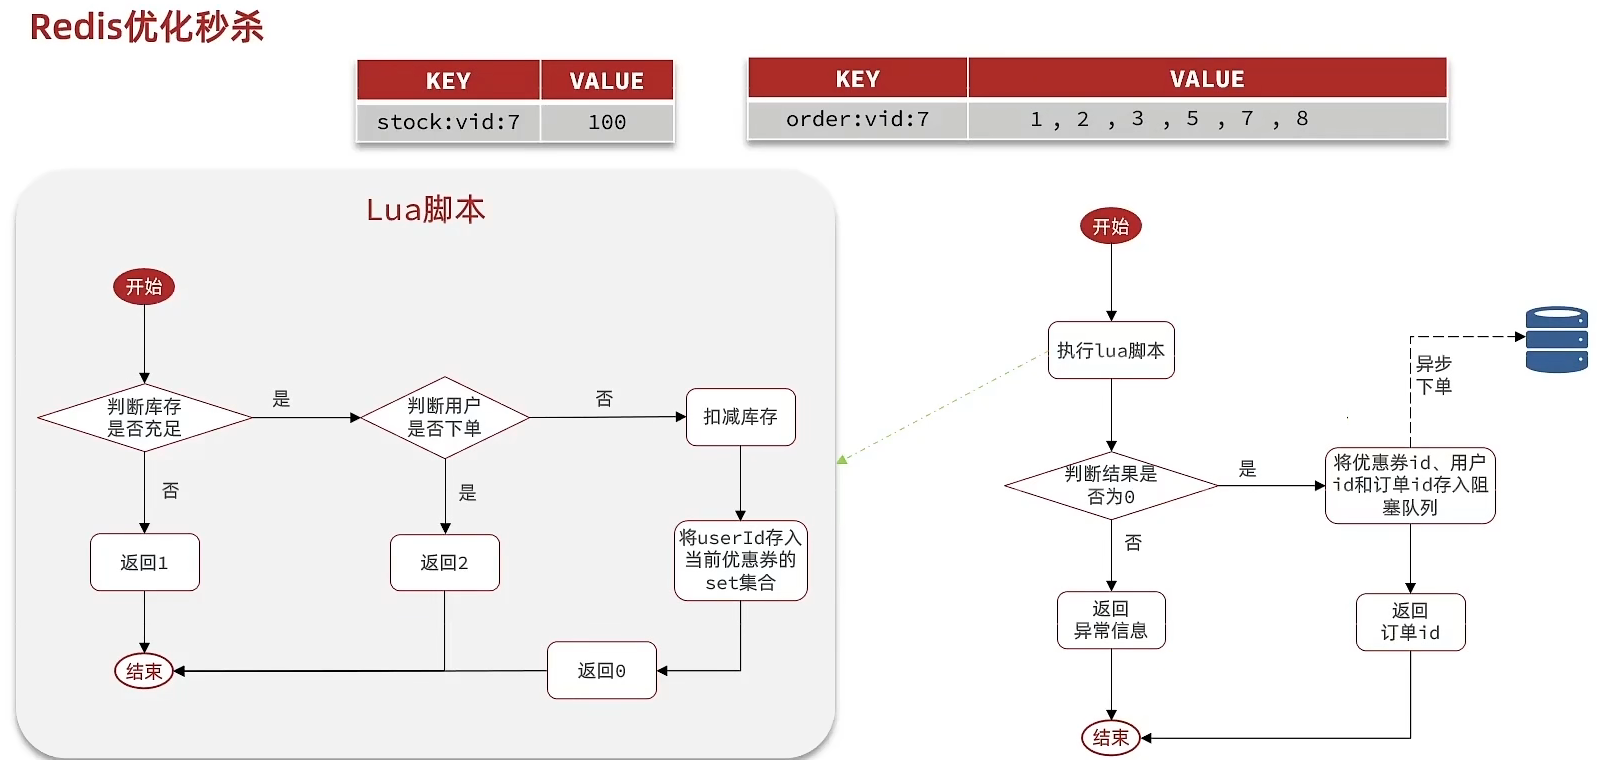 Redis优化秒杀
KEY VALUE
stock:vid:7 100
KEY VALUE
order:vid:7 1 , 2 , 3 , 5 , 7 , 8
Lua脚本
开始
判断库存
是否充足
是
判断用户
是否下单
否
扣减库存
否
返回1
是
返回2
将userId存入
当前优惠券的
set集合
返回0
结束
开始
执行lua脚本
判断结果是
否为0
是
将优惠券id、用户
id和订单id存入阻
塞队列
异步
下单
否
返回
异常信息
返回
订单id
结束